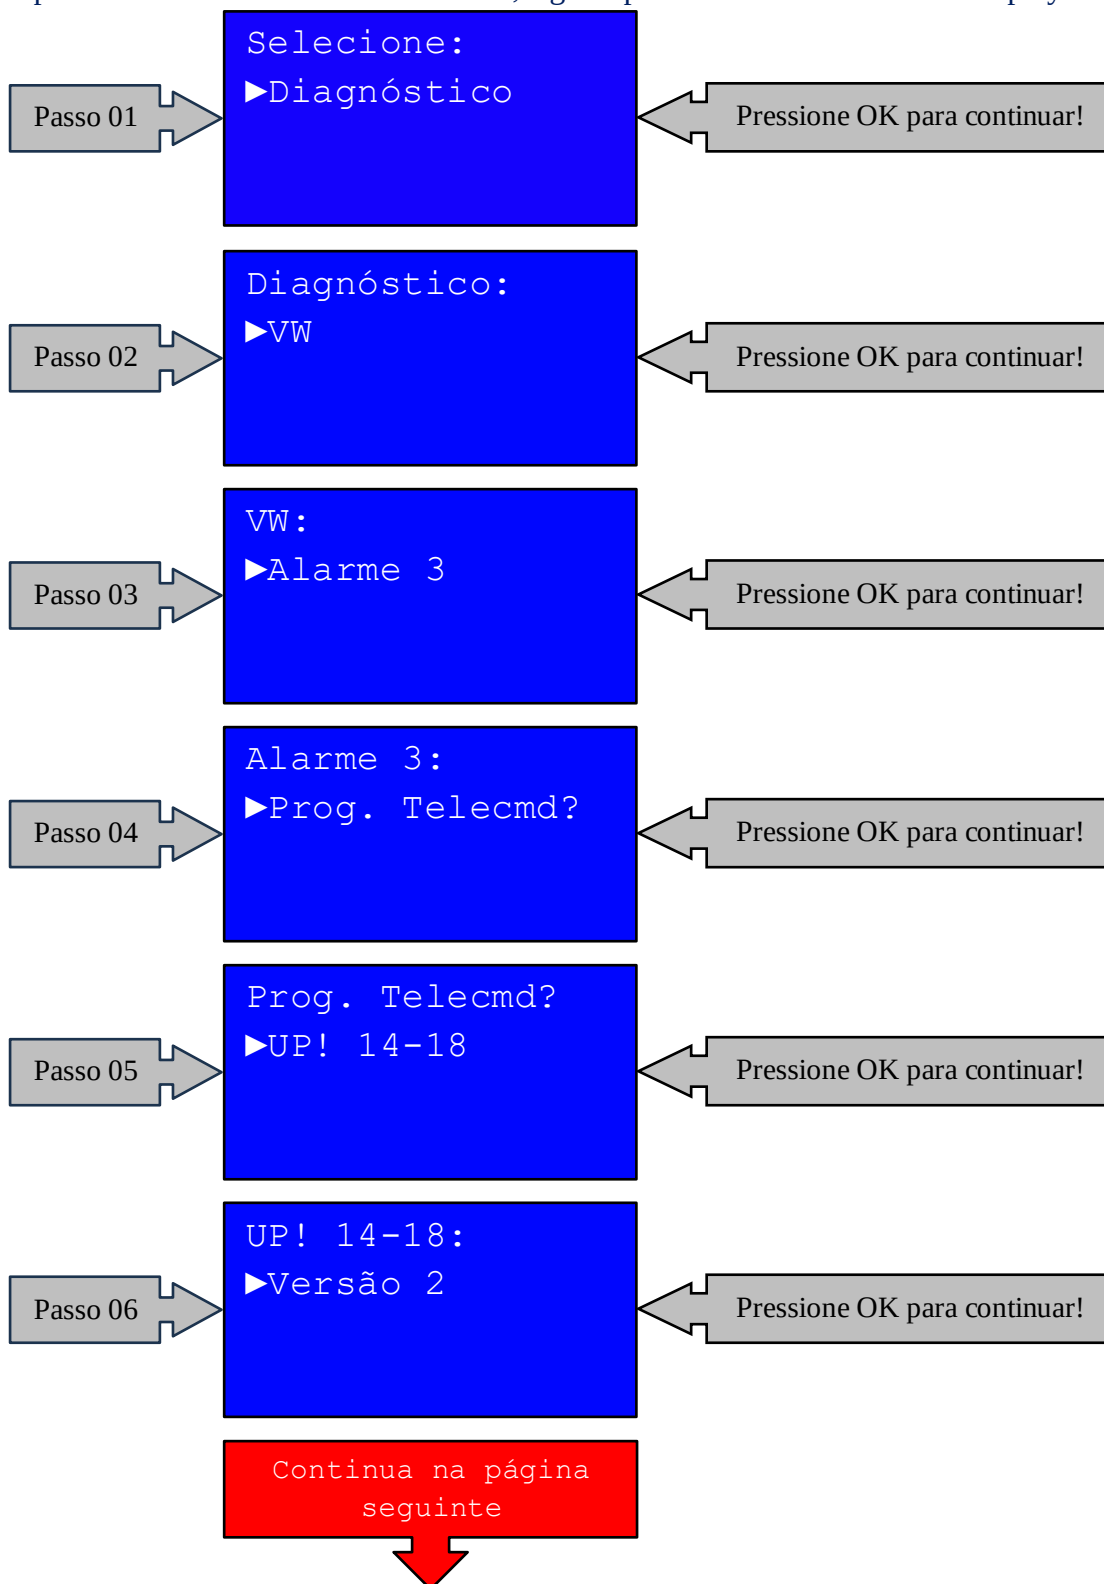 Selecione:
►Diagnóstico
Passo 01
Pressione OK para continuar!
Diagnóstico:
►VW
Passo 02
Pressione OK para continuar!
VW:
►Alarme 3
Passo 03
Pressione OK para continuar!
Alarme 3:
►Prog. Telecmd?
Passo 04
Pressione OK para continuar!
Prog. Telecmd?
►UP! 14-18
Passo 05
Pressione OK para continuar!
UP! 14-18:
►Versão 2
Passo 06
Pressione OK para continuar!
Continua na página
seguinte